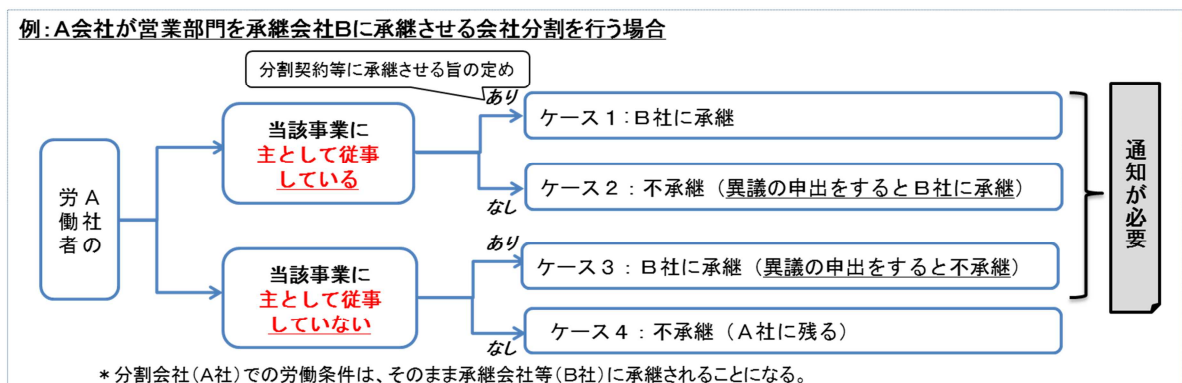 例:A会社が営業部門を承継会社Bに承継させる会社分割を行う場合
分割契約等に承継させる旨の定め
A社の
労働者
当該事業に
主として従事
している
あり
ケース1:B社に承継
なし
ケース2：不承継（異議の申出をするとB社に承継）
当該事業に
主として従事
していない
あり
ケース3：B社に承継（異議の申出をすると不承継）
なし
ケース4：不承継（A社に残る）
通知が必要
＊分割会社(A社)での労働条件は、そのまま承継会社等(B社)に承継されることになる。